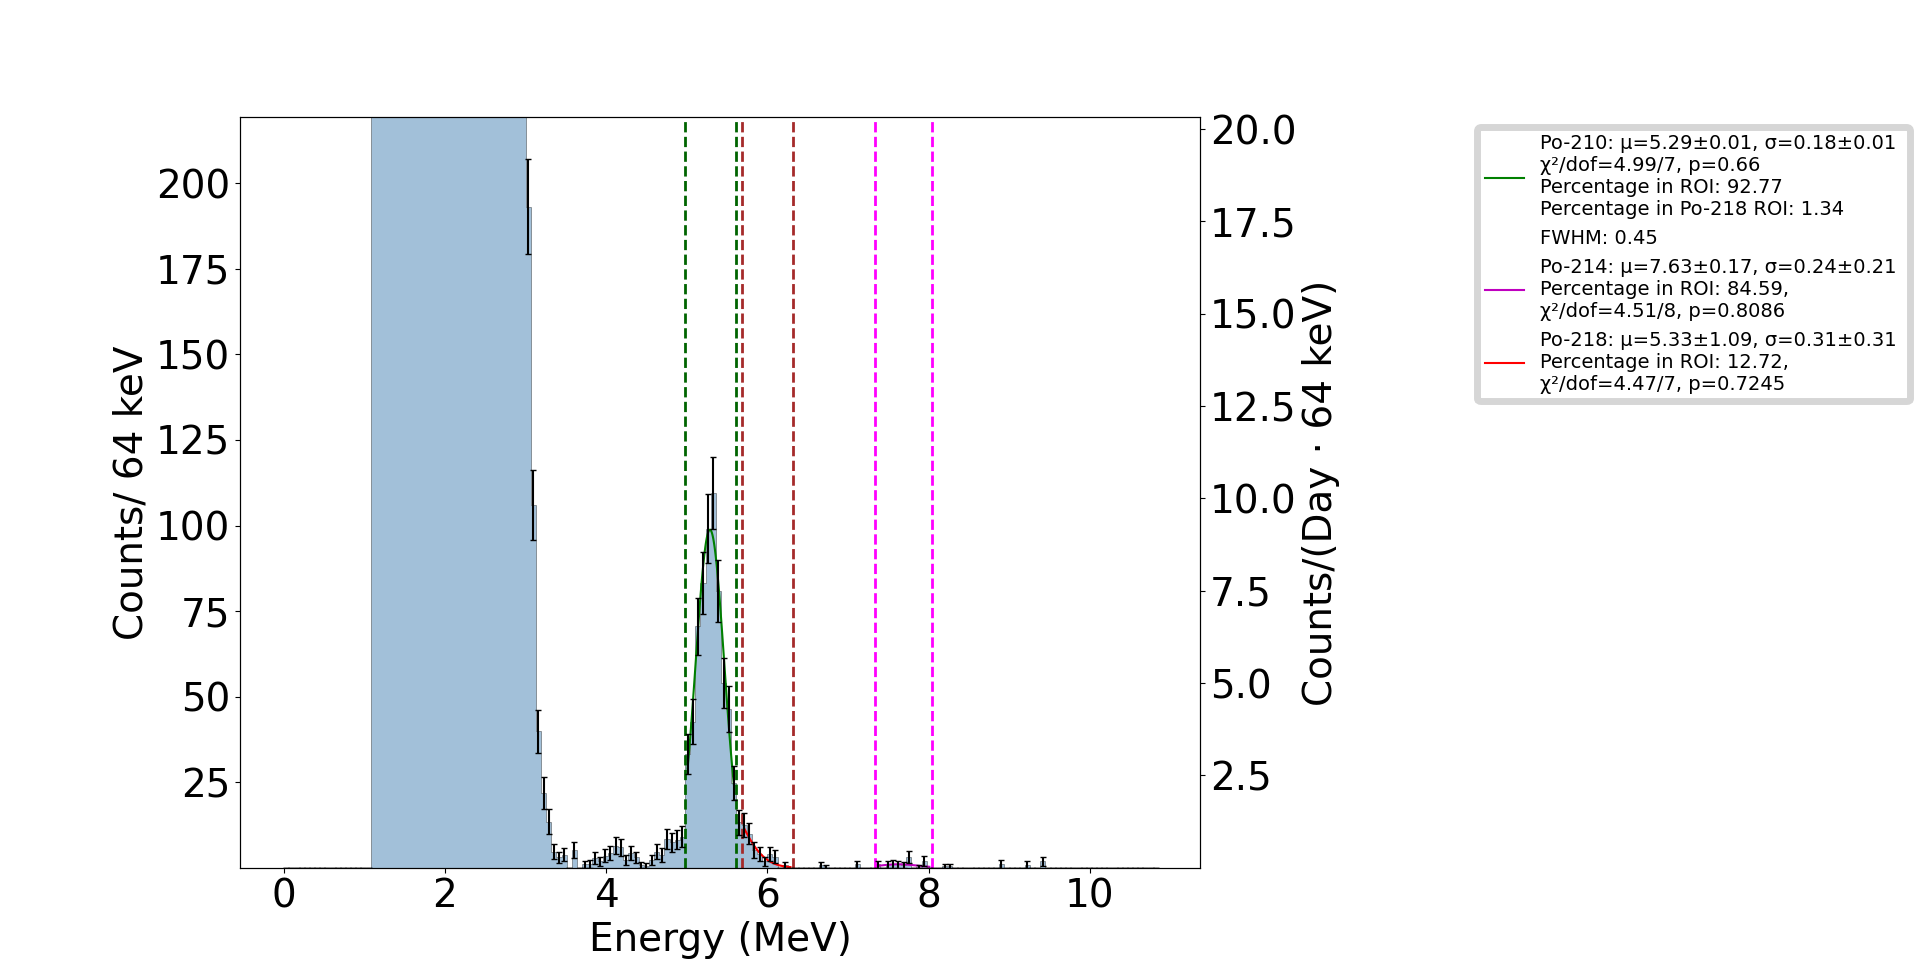 Counts/ 64 keV
200
175
150
125
100
75
50
25
0 2 4 6 8 10
Energy (MeV)
20.0
17.5
15.0
12.5
10.0
7.5
5.0
2.5
Counts/(Day · 64 keV)
Po-210: μ=5.29±0.01, σ=0.18±0.01
χ²/dof=4.99/7, p=0.66
Percentage in ROI: 92.77
Percentage in Po-218 ROI: 1.34
FWHM: 0.45
Po-214: μ=7.63±0.17, σ=0.24±0.21
Percentage in ROI: 84.59,
χ²/dof=4.51/8, p=0.8086
Po-218: μ=5.33±1.09, σ=0.31±0.31
Percentage in ROI: 12.72,
χ²/dof=4.47/7, p=0.7245